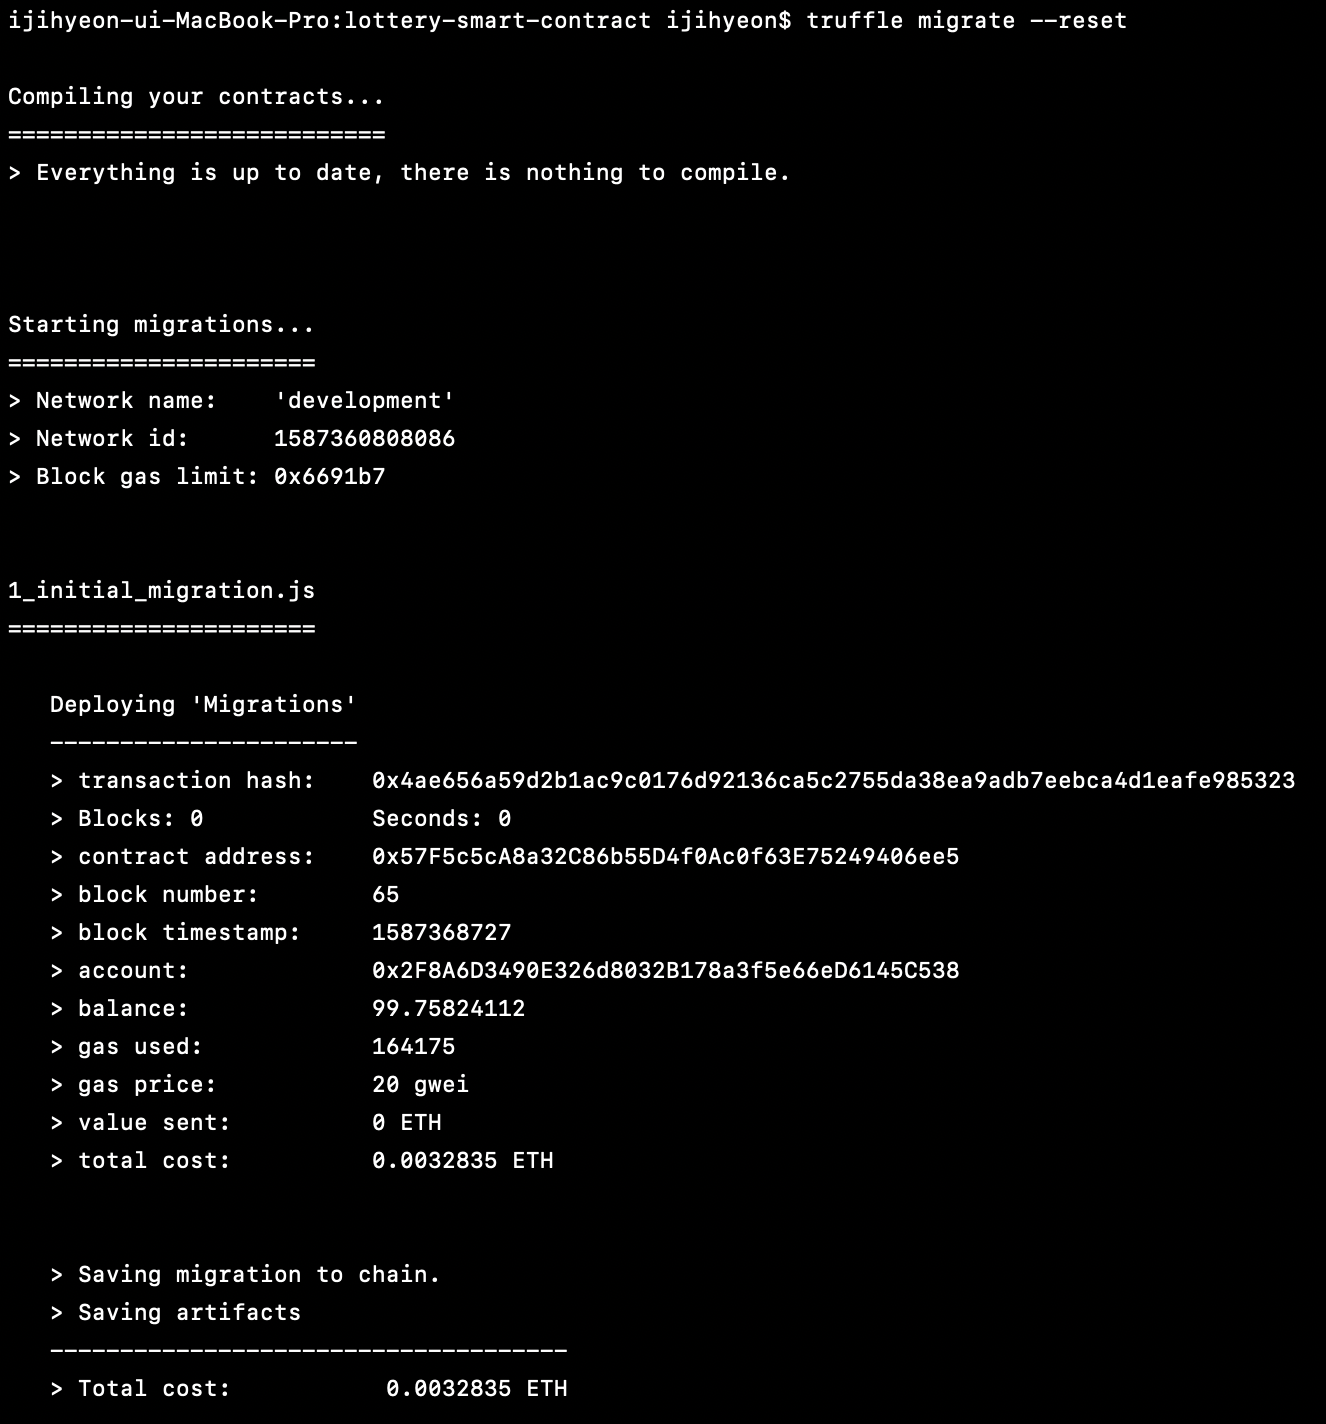 ijihyeon-ui-MacBook-Pro:lottery-smart-contract ijihyeon$ truffle migrate --reset
Compiling your contracts...
===========================
> Everything is up to date, there is nothing to compile.
Starting migrations...
======================
> Network name:    'development'
> Network id:      1587360808086
> Block gas limit: 0x6691b7
1_initial_migration.js
======================
   Deploying 'Migrations'
   ----------------------
   > transaction hash:    0x4ae656a59d2b1ac9c0176d92136ca5c2755da38ea9adb7eebca4d1eafe985323
   > Blocks: 0            Seconds: 0
   > contract address:    0x57F5c5cA8a32C86b55D4f0Ac0f63E75249406ee5
   > block number:        65
   > block timestamp:     1587368727
   > account:             0x2F8A6D3490E326d8032B178a3f5e66eD6145C538
   > balance:             99.75824112
   > gas used:            164175
   > gas price:           20 gwei
   > value sent:          0 ETH
   > total cost:          0.0032835 ETH
   > Saving migration to chain.
   > Saving artifacts
   -------------------------------------
   > Total cost:           0.0032835 ETH